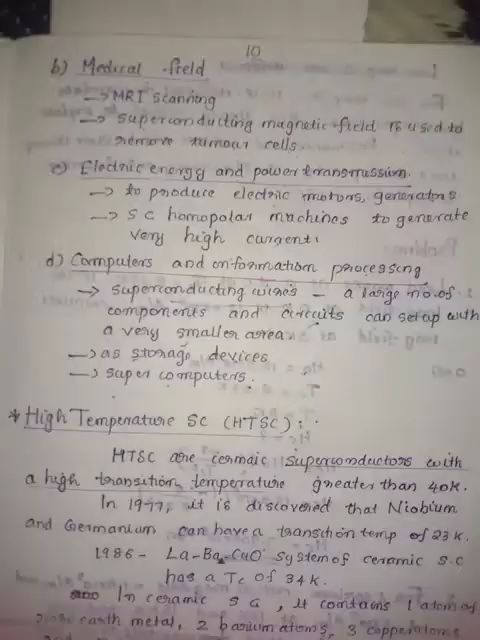 10
b) Medical field
→ MRI scanning
→ superconducting magnetic field is used to
remove tumour cells
c) Electric energy and power transmission.
→ to produce electric motors, generators
→ SC homopolar machines to generate
very high current.
d) Computers and information processing
→ superconducting wires - a large no. of
components and circuits can setup with
a very smaller area
→ as storage devices
→ super computers.
* High Temperature SC (HTSC):
HTSC are cermaic superconductors with
a high transition temperature greater than 40K.
In 1977, it is discovered that Niobium
and Germanium can have a transition temp of 23 K.
1986 - La-Ba-CuO system of ceramic s.c
has a Tc of 34 K.
In ceramic SC, it contains 1 atom of
earth metal, 2 barium atoms, 3 copper atoms